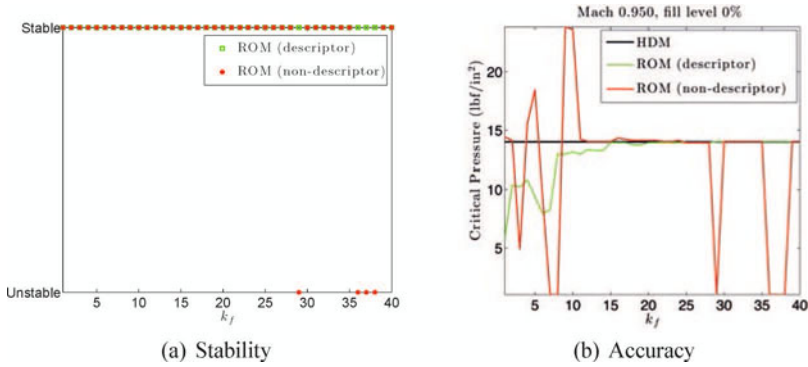 Stable
ROM (descriptor)
ROM (non-descriptor)
Unstable
5 10 15 20 25 30 35 40
k_f
(a) Stability
Mach 0.950, fill level 0%
HDM
ROM (descriptor)
ROM (non-descriptor)
Critical Pressure (lbf/in²)
20
15
10
5
5 10 15 20 25 30 35 40
k_f
(b) Accuracy